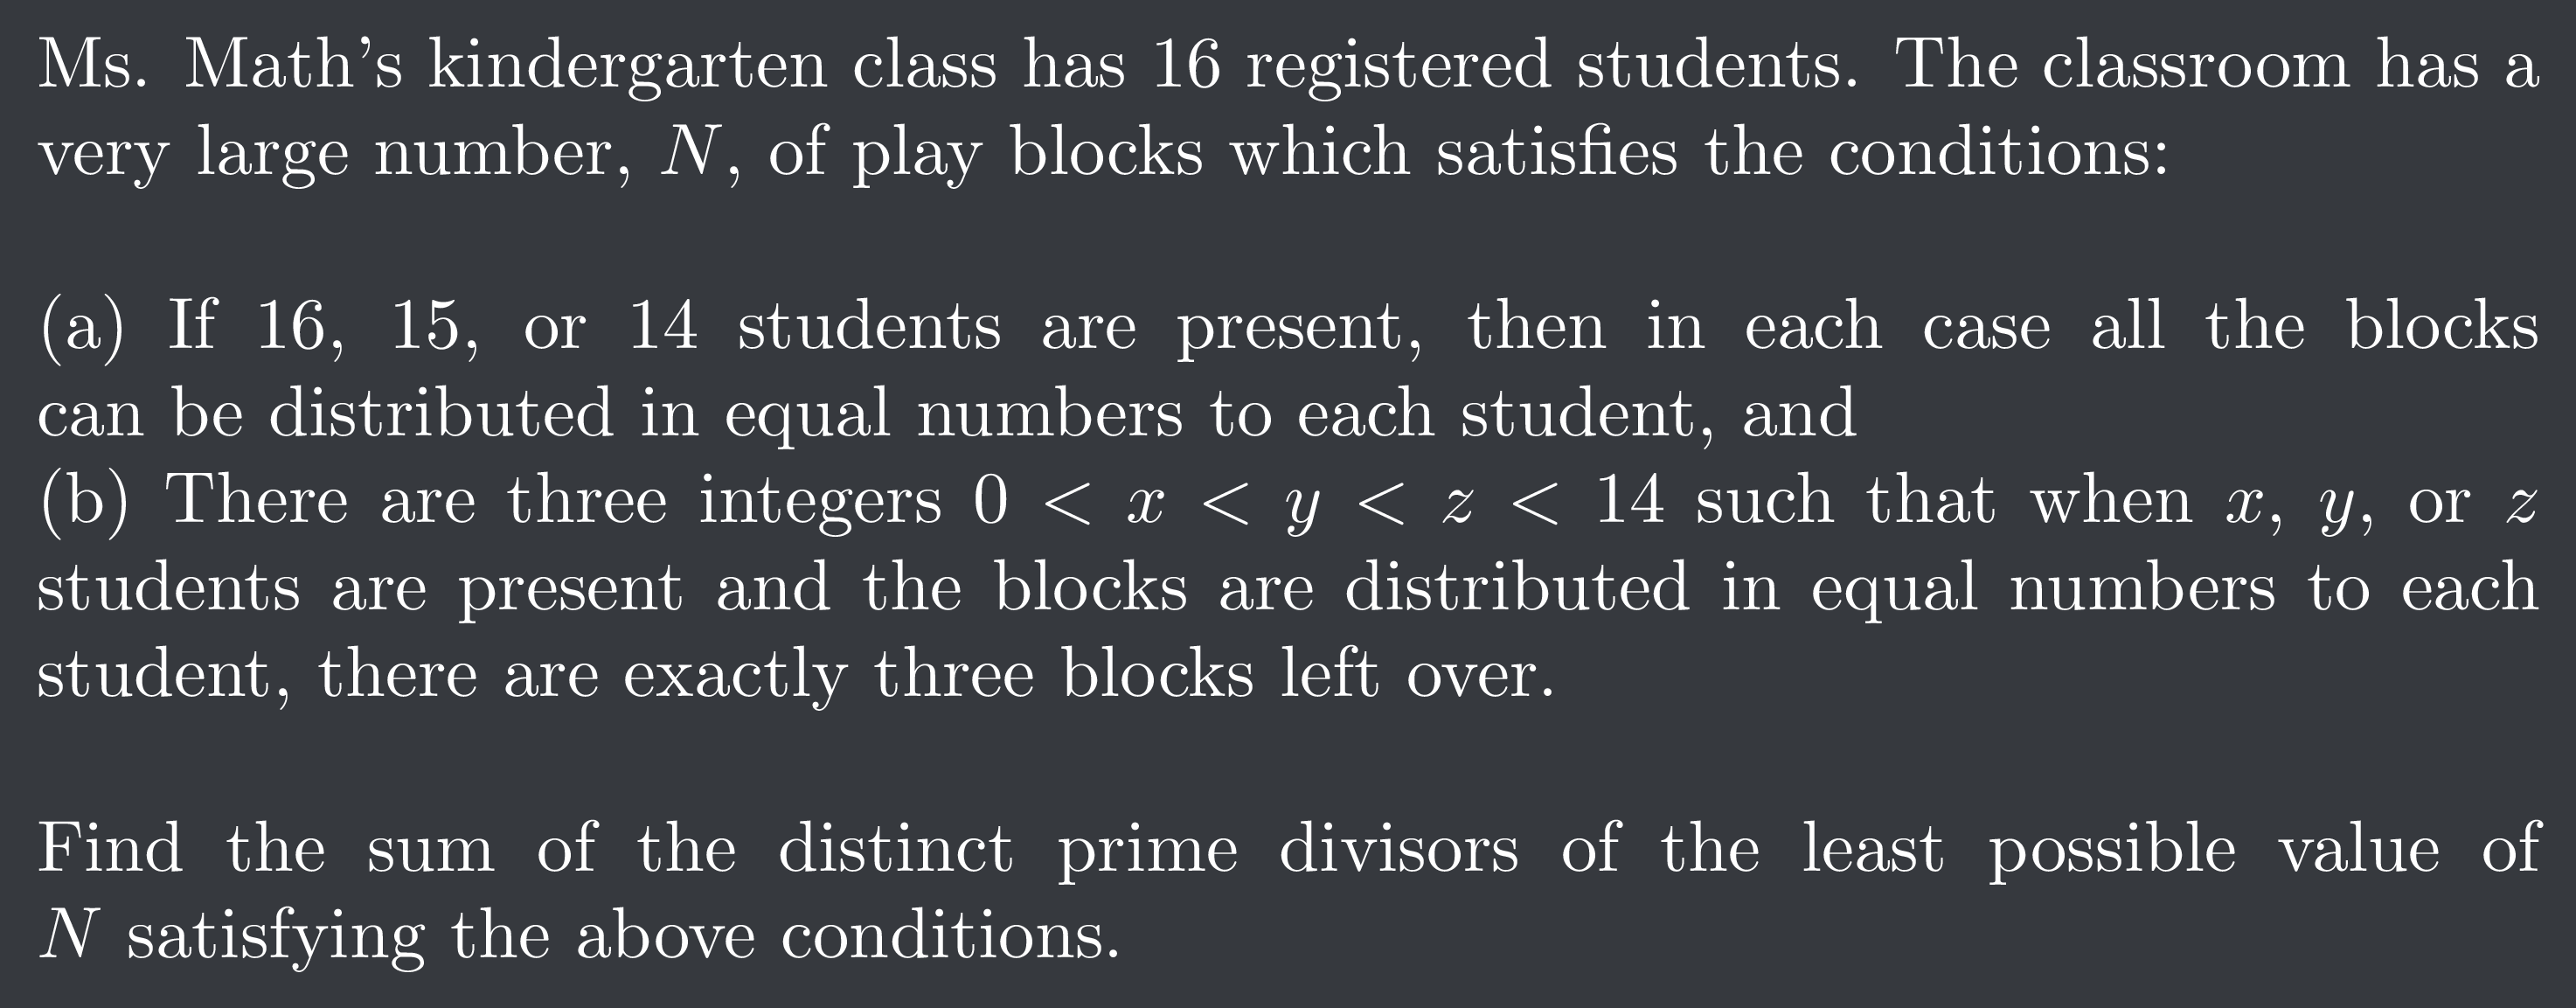 Ms. Math's kindergarten class has 16 registered students. The classroom has a
very large number, N, of play blocks which satisfies the conditions:
(a) If 16, 15, or 14 students are present, then in each case all the blocks
can be distributed in equal numbers to each student, and
(b) There are three integers 0 < x < y < z < 14 such that when x, y, or z
students are present and the blocks are distributed in equal numbers to each
student, there are exactly three blocks left over.
Find the sum of the distinct prime divisors of the least possible value of
N satisfying the above conditions.